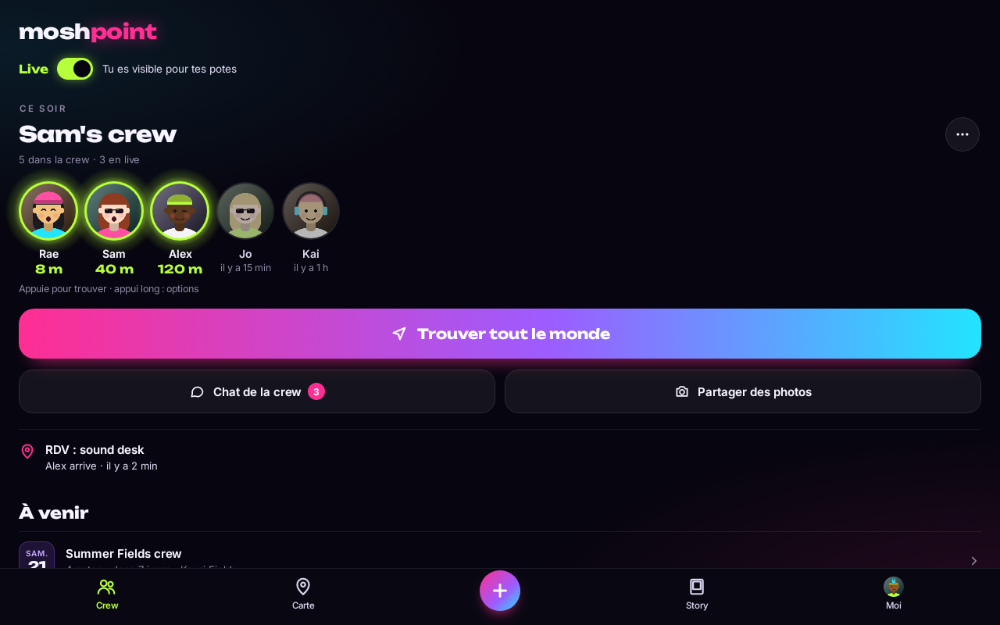 moshpoint
Live Tu es visible pour tes potes
CE SOIR
Sam's crew
5 dans la crew · 3 en live
Rae Sam Alex Jo Kai
8 m 40 m 120 m il y a 15 min il y a 1 h
Appuie pour trouver · appui long : options
Trouver tout le monde
Chat de la crew 3 Partager des photos
RDV : sound desk
Alex arrive · il y a 2 min
À venir
SAM.
Summer Fields crew
Crew Carte Story Moi